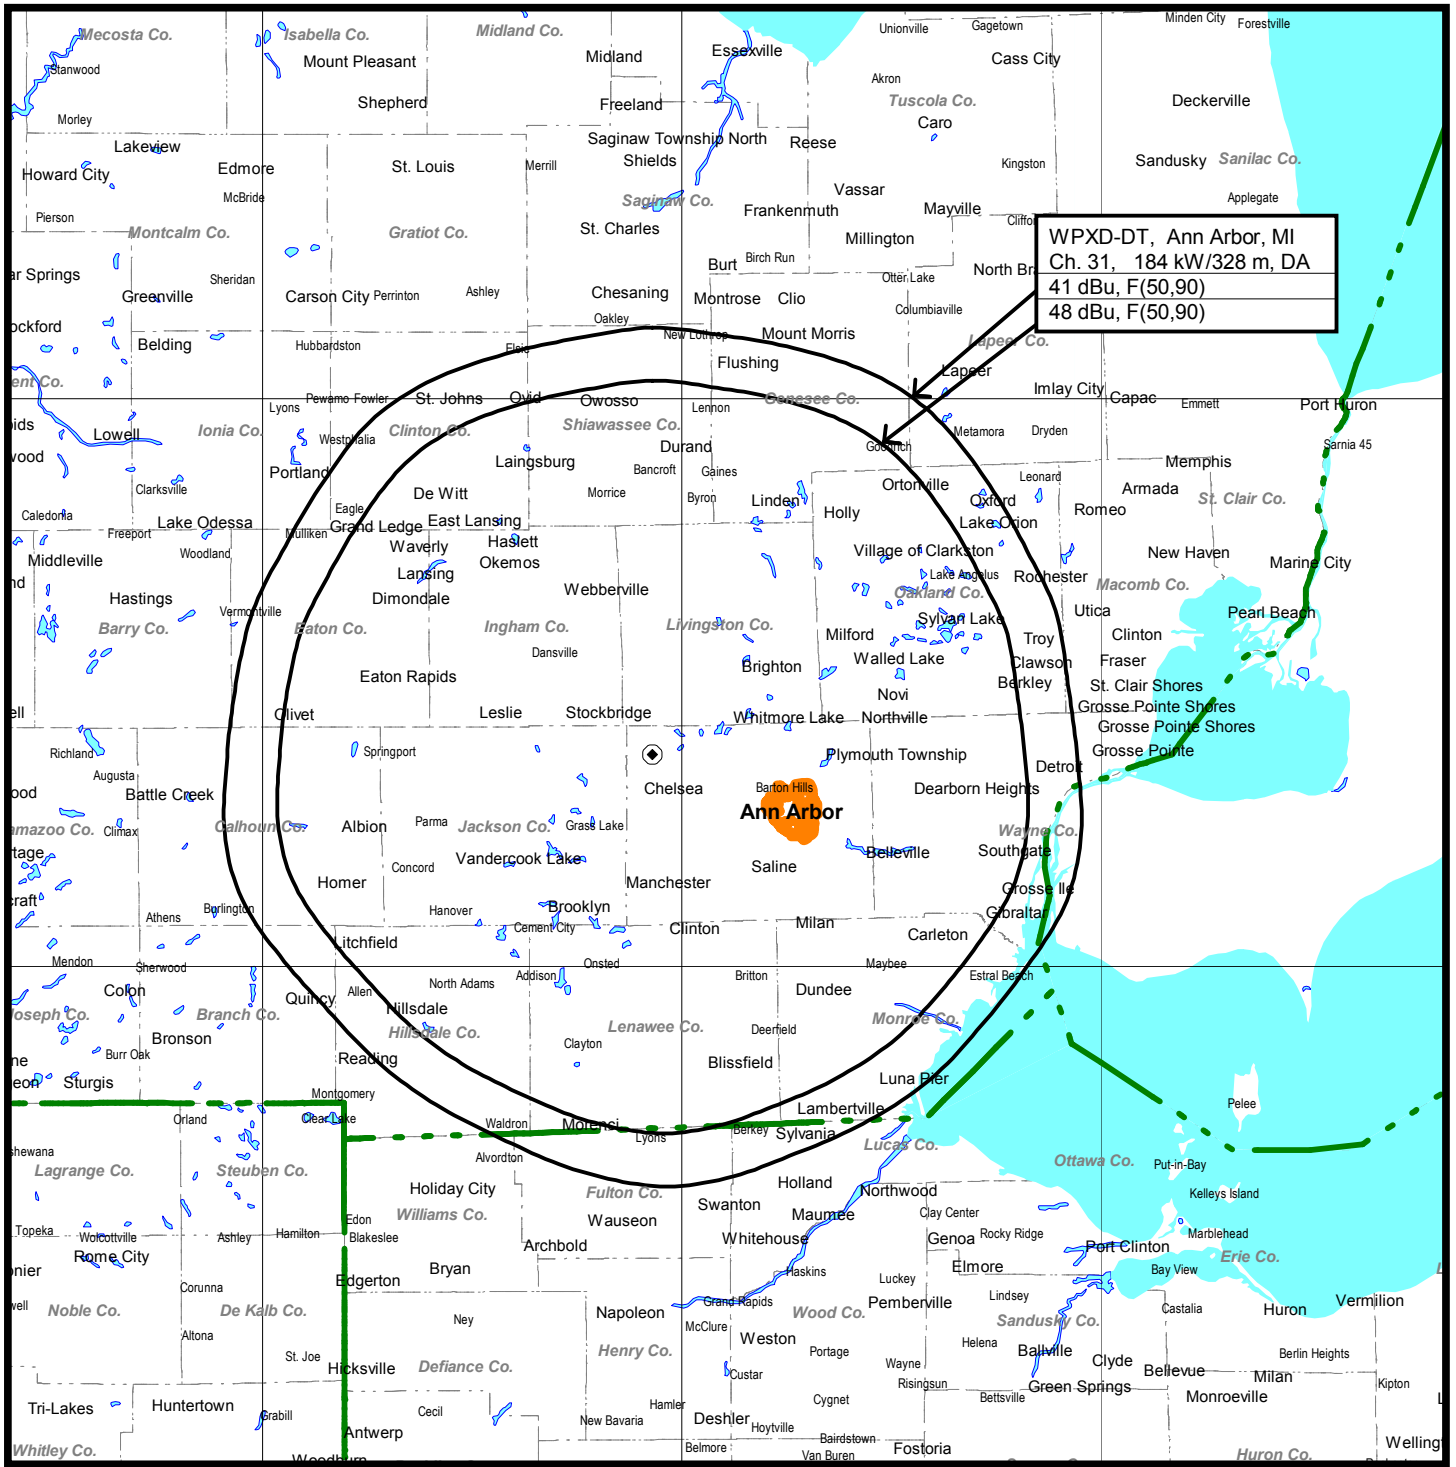 Mecosta Co.
Isabella Co.
Midland Co.
Unionville
Gagetown
Minden City
Forestville
Stanwood
Mount Pleasant
Midland
Essexville
Cass City
Akron
Shepherd
Freeland
Tuscola Co.
Deckerville
Morley
Caro
Lakeview
Saginaw Township North
Reese
Howard City
Edmore
St. Louis
Merrill
Shields
Kingston
Sandusky
Sanilac Co.
McBride
Saginaw Co.
Vassar
Applegate
Pierson
Frankenmuth
Mayville
Montcalm Co.
Gratiot Co.
St. Charles
Millington
WPXD-DT, Ann Arbor, MI
Ch. 31, 184 kW/328 m, DA
41 dBu, F(50,90)
48 dBu, F(50,90)
ar Springs
Sheridan
Burt
Birch Run
Otter Lake
North Br
Greenville
Carson City
Perrinton
Ashley
Chesaning
Montrose
Clio
Columbiaville
ockford
Oakley
New Lothrop
Mount Morris
Belding
Hubbardston
Elsie
Lapeer Co.
Flushing
Lapeer
ent Co.
Imlay City
Capac
Lyons
Pewamo
Fowler
St. Johns
Ovid
Owosso
Lennon
Genesee Co.
Emmett
Port Huron
ids
Lowell
Ionia Co.
Westphalia
Clinton Co.
Shiawassee Co.
Metamora
Dryden
Sarnia 45
wood
Durand
Goodrich
Portland
Laingsburg
Bancroft
Gaines
Leonard
Memphis
Clarksville
De Witt
Morrice
Byron
Linden
Ortonville
Armada
St. Clair Co.
Caledonia
Lake Odessa
Eagle
Holly
Oxford
Romeo
Freeport
Mulliken
Grand Ledge
East Lansing
Lake Orion
Middleville
Woodland
Waverly
Haslett
Village of Clarkston
New Haven
nd
Lansing
Okemos
Lake Angelus
Rochester
Macomb Co.
Marine City
Hastings
Dimondale
Webberville
Oakland Co.
Vermontville
Utica
Pearl Beach
Barry Co.
Eaton Co.
Ingham Co.
Livingston Co.
Sylvan Lake
Milford
Troy
Clinton
Dansville
Brighton
Walled Lake
Clawson
Fraser
Eaton Rapids
Novi
Berkley
St. Clair Shores
Grosse Pointe Shores
ell
Olivet
Leslie
Stockbridge
Whitmore Lake
Northville
Grosse Pointe Shores
Richland
Springport
Plymouth Township
Grosse Pointe
Augusta
Detroit
ood
Battle Creek
Chelsea
Barton Hills
Dearborn Heights
Ann Arbor
amazoo Co.
Climax
Calhoun Co.
Albion
Parma
Jackson Co.
Grass Lake
Wayne Co.
rtage
Concord
Vandercook Lake
Saline
Belleville
Southgate
craft
Homer
Manchester
Grosse Ile
Athens
Burlington
Hanover
Brooklyn
Gibraltar
Litchfield
Cement City
Clinton
Milan
Carleton
Mendon
Sherwood
Onsted
Maybee
Addison
Britton
Estral Beach
Colon
Quincy
Allen
North Adams
Dundee
Joseph Co.
Branch Co.
Hillsdale
Hillsdale Co.
Lenawee Co.
Deerfield
Monroe Co.
Bronson
Clayton
ne
Burr Oak
Reading
Blissfield
eon
Sturgis
Luna Pier
Montgomery
Pelee
Orland
Clear Lake
Waldron
Morenci
Lyons
Berkey
Lambertville
Sylvania
shewana
Alvordton
Lucas Co.
Lagrange Co.
Steuben Co.
Ottawa Co.
Put-in-Bay
Holiday City
Fulton Co.
Holland
Northwood
Kelleys Island
Topeka
Edon
Williams Co.
Wauseon
Swanton
Maumee
Clay Center
Wolcottville
Ashley
Hamilton
Blakeslee
Archbold
Whitehouse
Genoa
Rocky Ridge
Marblehead
Rome City
Port Clinton
Erie Co.
onier
Bryan
Haskins
Elmore
Bay View
Corunna
Edgerton
Luckey
well
Noble Co.
De Kalb Co.
Napoleon
Grand Rapids
Wood Co.
Pemberville
Lindsey
Castalia
Huron
Vermilion
Altona
Ney
McClure
Weston
Sandusky Co.
St. Joe
Henry Co.
Portage
Helena
Ballville
Berlin Heights
Hicksville
Defiance Co.
Custar
Wayne
Clyde
Bellevue
Milan
Risingsun
Green Springs
Kipton
Tri-Lakes
Huntertown
Grabill
Cecil
New Bavaria
Hamler
Cygnet
Bettsville
Monroeville
Deshler
Hoytville
Antwerp
Bairdstown
Whitley Co.
Woodburn
Belmore
Van Buren
Fostoria
Huron Co.
Wellingt